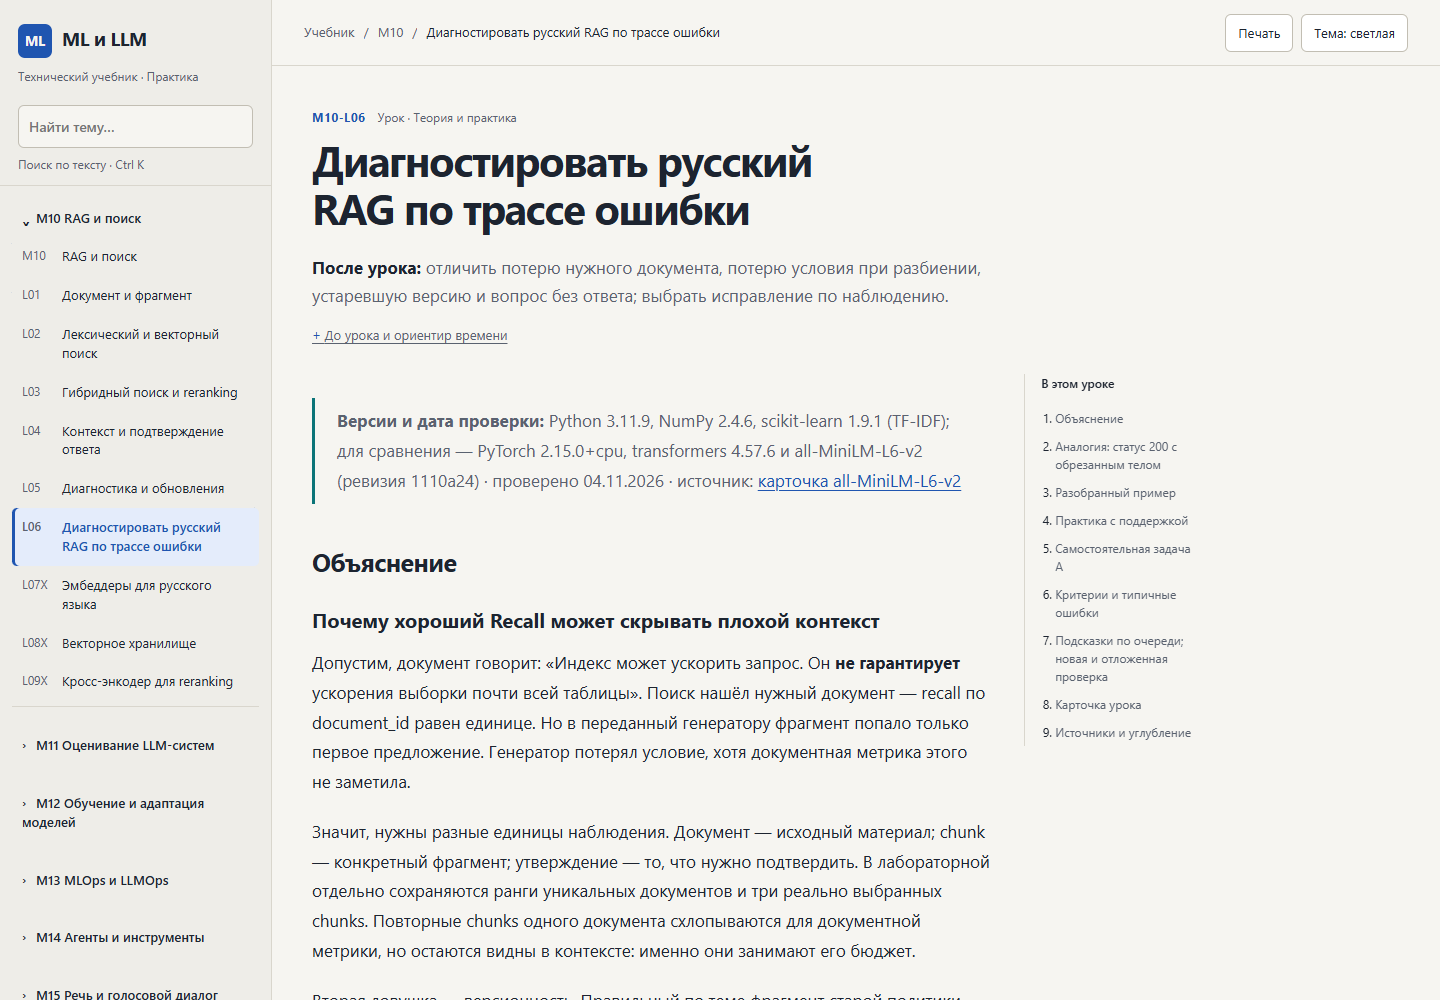 ML
ML и LLM
Технический учебник · Практика
Найти тему...
Поиск по тексту · Ctrl K
M10 RAG и поиск
M10 RAG и поиск
L01 Документ и фрагмент
L02 Лексический и векторный
поиск
L03 Гибридный поиск и reranking
L04 Контекст и подтверждение
ответа
L05 Диагностика и обновления
L06 Диагностировать русский
RAG по трассе ошибки
L07X Эмбеддеры для русского
языка
L08X Векторное хранилище
L09X Кросс-энкодер для reranking
› M11 Оценивание LLM-систем
› M12 Обучение и адаптация
моделей
› M13 MLOps и LLMOps
› M14 Агенты и инструменты
› M15 Речь и голосовой диалог
Учебник / M10 / Диагностировать русский RAG по трассе ошибки
Печать
Тема: светлая
M10-L06 Урок · Теория и практика
Диагностировать русский
RAG по трассе ошибки
После урока: отличить потерю нужного документа, потерю условия при разбиении,
устаревшую версию и вопрос без ответа; выбрать исправление по наблюдению.
+ До урока и ориентир времени
Версии и дата проверки: Python 3.11.9, NumPy 2.4.6, scikit-learn 1.9.1 (TF-IDF);
для сравнения — PyTorch 2.15.0+cpu, transformers 4.57.6 и all-MiniLM-L6-v2
(ревизия 1110a24) · проверено 04.11.2026 · источник: карточка all-MiniLM-L6-v2
Объяснение
Почему хороший Recall может скрывать плохой контекст
Допустим, документ говорит: «Индекс может ускорить запрос. Он не гарантирует
ускорения выборки почти всей таблицы». Поиск нашёл нужный документ — recall по
document_id равен единице. Но в переданный генератору фрагмент попало только
первое предложение. Генератор потерял условие, хотя документная метрика этого
не заметила.
Значит, нужны разные единицы наблюдения. Документ — исходный материал; chunk
— конкретный фрагмент; утверждение — то, что нужно подтвердить. В лабораторной
отдельно сохраняются ранги уникальных документов и три реально выбранных
chunks. Повторные chunks одного документа схлопываются для документной
метрики, но остаются видны в контексте: именно они занимают его бюджет.
Вторая ловушка — версионность. Правильный по теме фрагмент старой политики
В этом уроке
1. Объяснение
2. Аналогия: статус 200 с
обрезанным телом
3. Разобранный пример
4. Практика с поддержкой
5. Самостоятельная задача
А
6. Критерии и типичные
ошибки
7. Подсказки по очереди;
новая и отложенная
проверка
8. Карточка урока
9. Источники и углубление